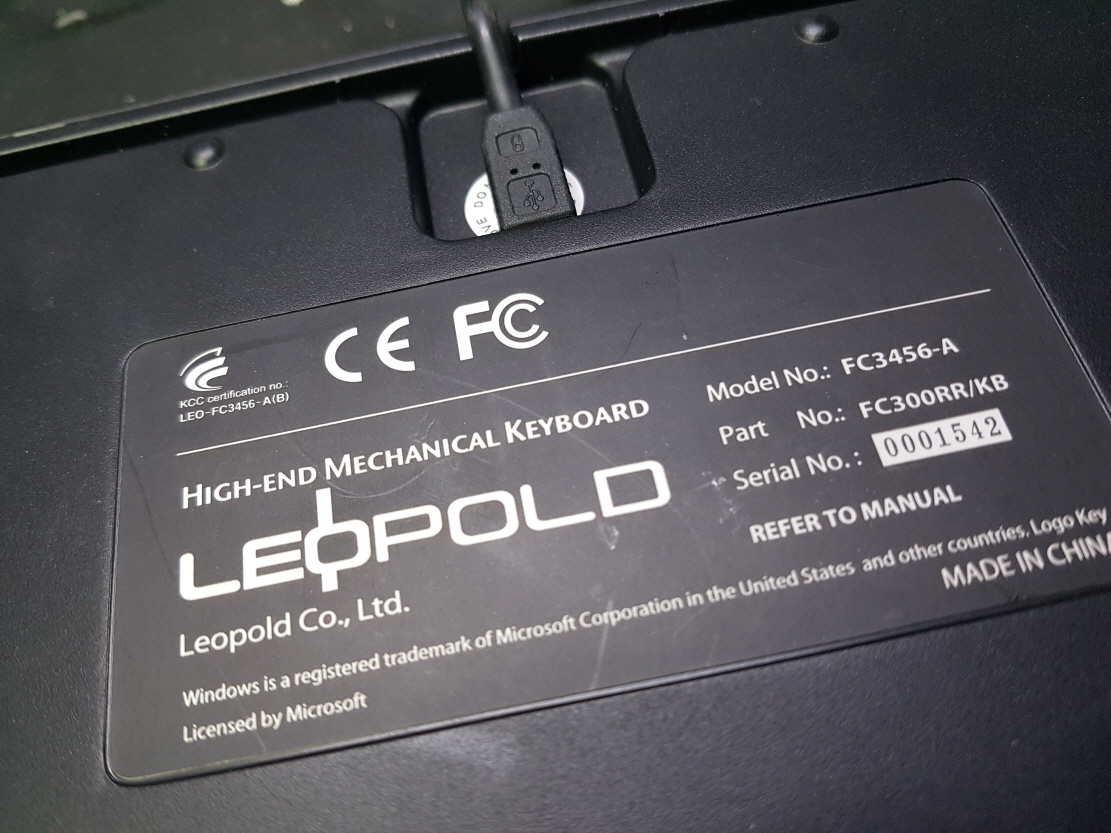 VE DO
CE FC
KCC certification no.:
LEO-FC3456-A(B)
HIGH-END MECHANICAL KEYBOARD
LEOPOLD
Leopold Co., Ltd.
Model No.: FC3456-A
Part No.: FC300RR/KB
Serial No.: 0001542
REFER TO MANUAL
Windows is a registered trademark of Microsoft Corporation in the United States and other countries, Logo Key
Licensed by Microsoft
MADE IN CHINA